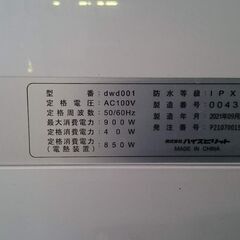 型番：dwd001
防水等級：IPX
定格電圧：AC100V
製造番号：0043
定格周波数：50/60Hz
製造年月：2021年09月
最大消費電力：900W
発注番号：P2107001
定格消費電力：40W
株式会社ハイスピリット
消費電力：850W
（電熱装置）
MADE IN CHINA